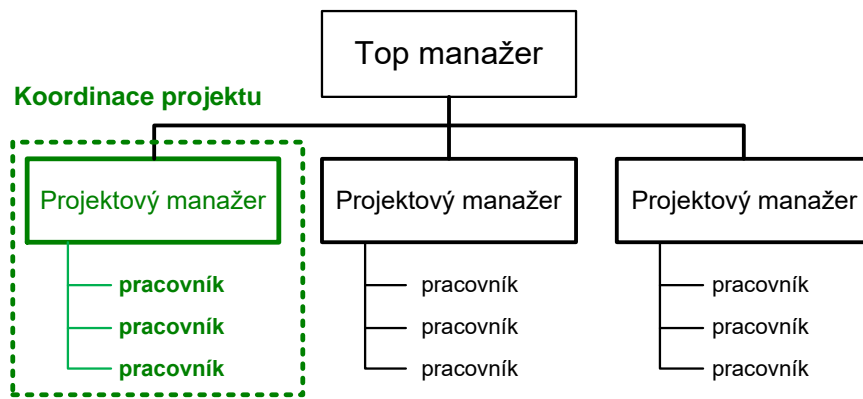 Top manažer
Koordinace projektu
Projektový manažer
Projektový manažer
Projektový manažer
pracovník
pracovník
pracovník
pracovník
pracovník
pracovník
pracovník
pracovník
pracovník